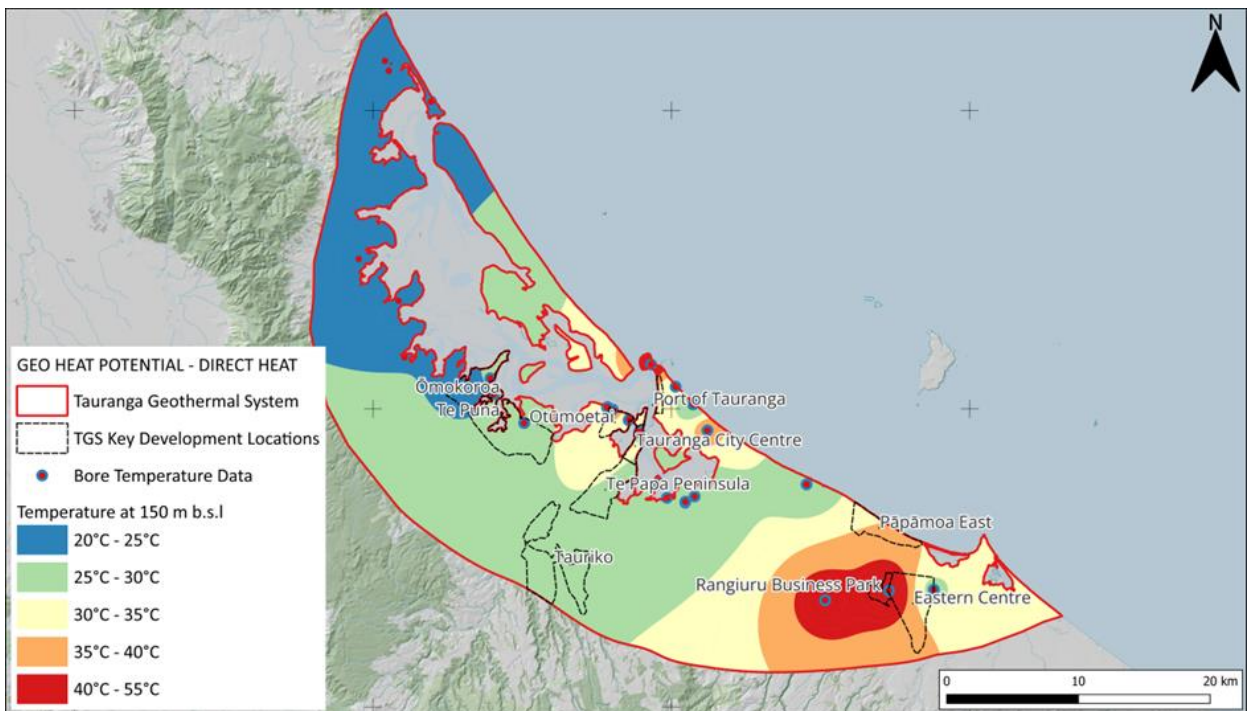 N
Ōmokoroa
Te Puna
Otūmoetai
Port of Tauranga
Tauranga City Centre
Te Papa Peninsula
Pāpāmoa East
Tauriko
Rangiuru Business Park
Eastern Centre
GEO HEAT POTENTIAL - DIRECT HEAT
Tauranga Geothermal System
TGS Key Development Locations
Bore Temperature Data
Temperature at 150 m b.s.l
20°C - 25°C
25°C - 30°C
30°C - 35°C
35°C - 40°C
40°C - 55°C
0 10 20 km